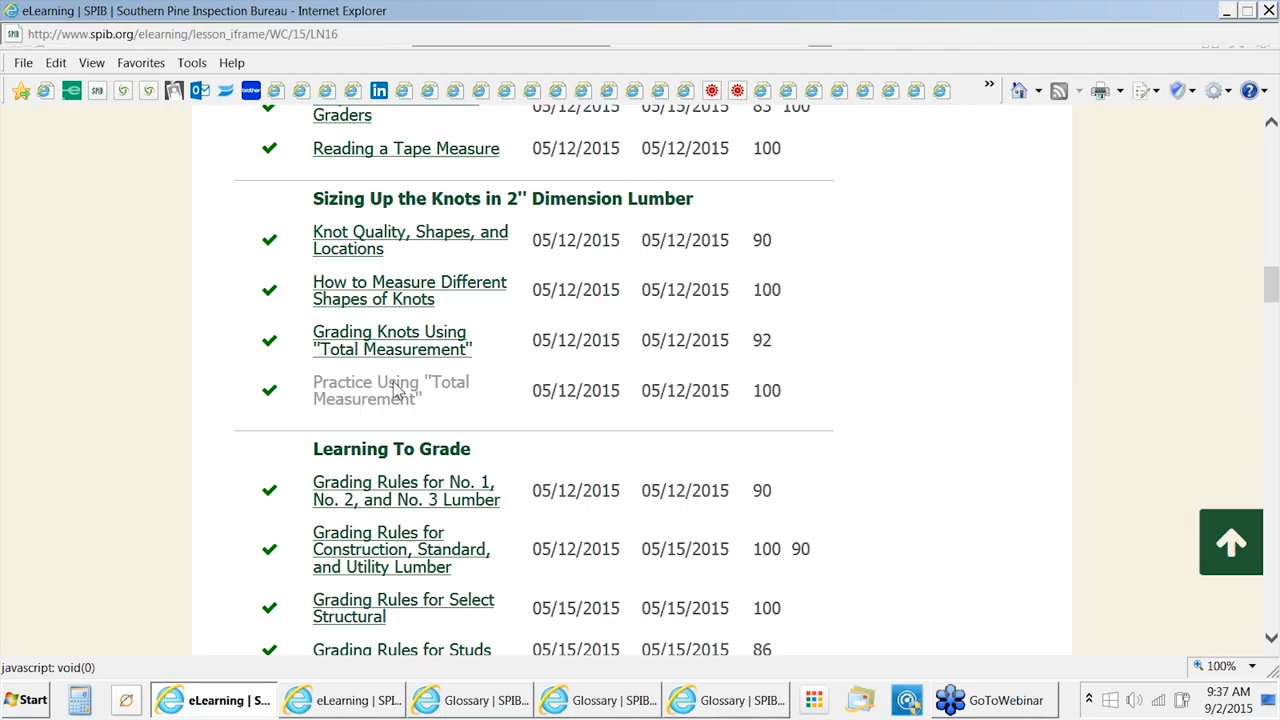 eLearning | SPIB | Southern Pine Inspection Bureau - Internet Explorer
SPIB http://www.spib.org/elearning/lesson_iframe/WC/15/LN16
File Edit View Favorites Tools Help
SPIB brother »
Graders 05/12/2015 05/15/2015 83 100
Reading a Tape Measure 05/12/2015 05/12/2015 100
Sizing Up the Knots in 2'' Dimension Lumber
Knot Quality, Shapes, and
Locations 05/12/2015 05/12/2015 90
How to Measure Different
Shapes of Knots 05/12/2015 05/12/2015 100
Grading Knots Using
"Total Measurement" 05/12/2015 05/12/2015 92
Practice Using "Total
Measurement" 05/12/2015 05/12/2015 100
Learning To Grade
Grading Rules for No. 1,
No. 2, and No. 3 Lumber 05/12/2015 05/12/2015 90
Grading Rules for
Construction, Standard,
and Utility Lumber 05/12/2015 05/15/2015 100 90
Grading Rules for Select
Structural 05/15/2015 05/15/2015 100
Grading Rules for Studs 05/15/2015 05/15/2015 86
javascript: void(0) 100%
Start eLearning | S... eLearning | SPI... Glossary | SPIB... Glossary | SPIB... Glossary | SPIB... GoToWebinar 9:37 AM
9/2/2015